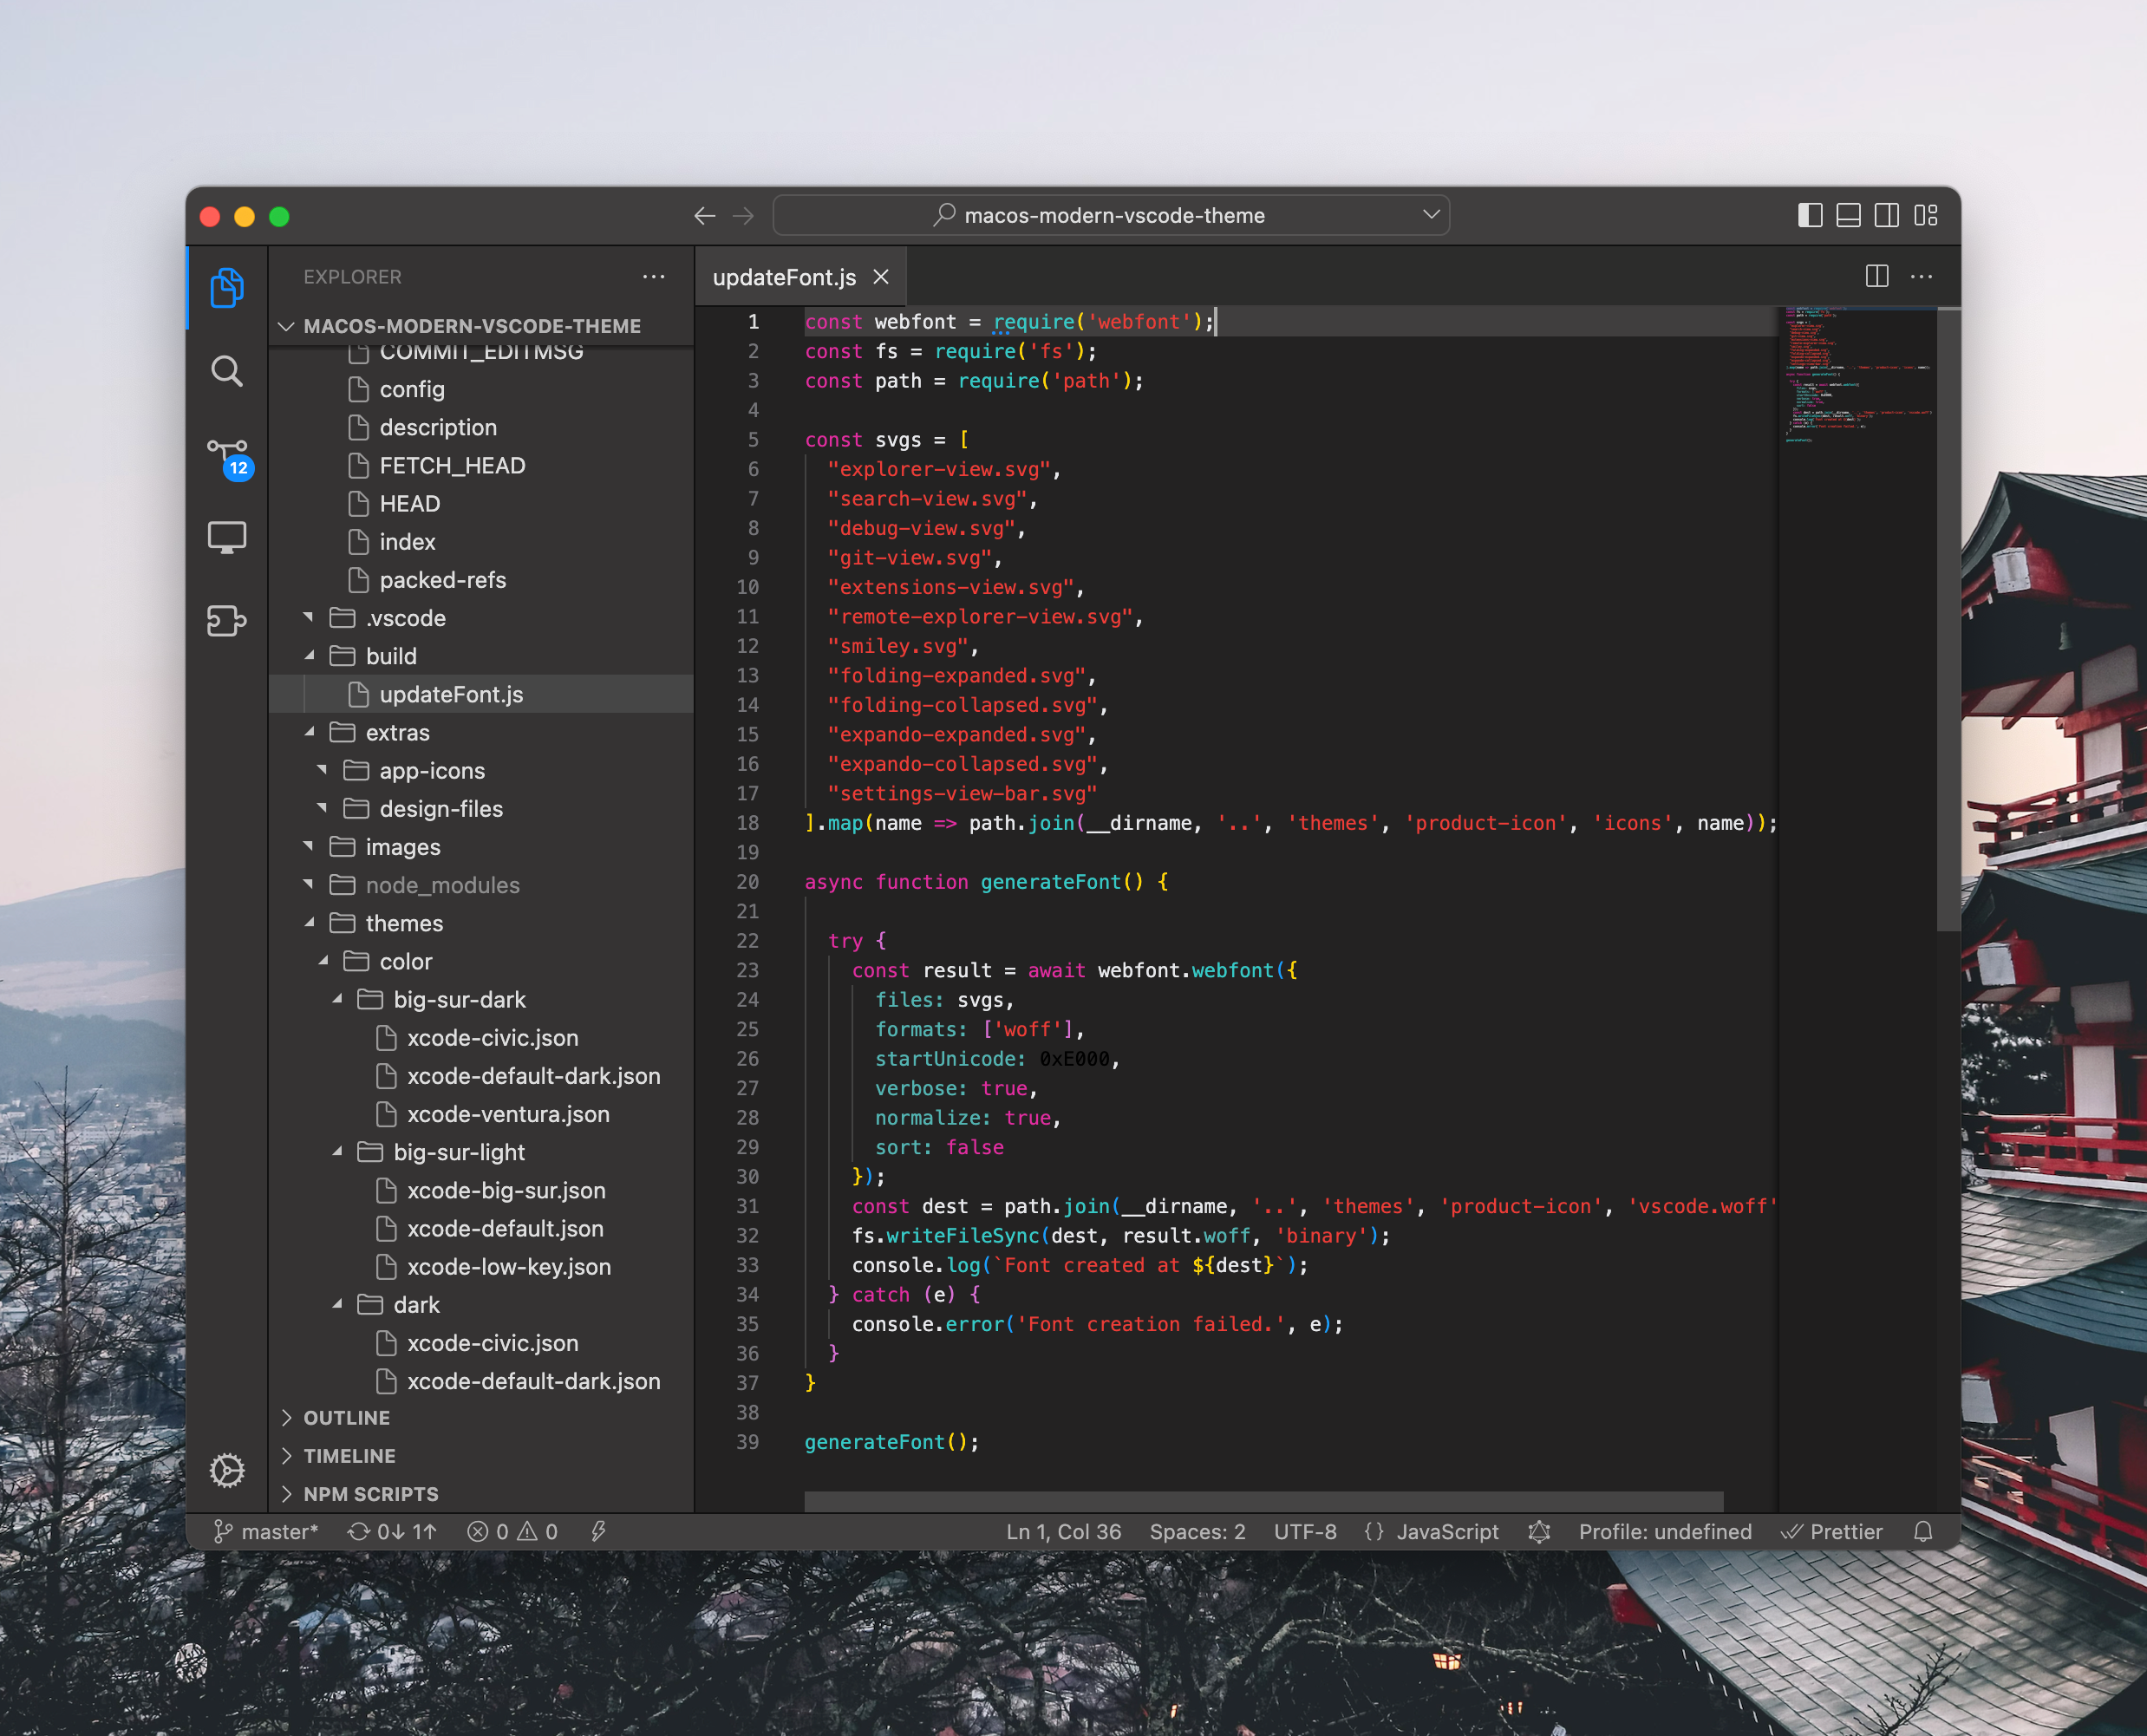 macos-modern-vscode-theme
EXPLORER
MACOS-MODERN-VSCODE-THEME
COMMIT_EDITMSG
config
description
FETCH_HEAD
HEAD
index
packed-refs
.vscode
build
updateFont.js
extras
app-icons
design-files
images
node_modules
themes
color
big-sur-dark
xcode-civic.json
xcode-default-dark.json
xcode-ventura.json
big-sur-light
xcode-big-sur.json
xcode-default.json
xcode-low-key.json
dark
xcode-civic.json
xcode-default-dark.json
OUTLINE
TIMELINE
NPM SCRIPTS
12
updateFont.js
1 const webfont = require('webfont');
2 const fs = require('fs');
3 const path = require('path');
4
5 const svgs = [
6 "explorer-view.svg",
7 "search-view.svg",
8 "debug-view.svg",
9 "git-view.svg",
10 "extensions-view.svg",
11 "remote-explorer-view.svg",
12 "smiley.svg",
13 "folding-expanded.svg",
14 "folding-collapsed.svg",
15 "expando-expanded.svg",
16 "expando-collapsed.svg",
17 "settings-view-bar.svg"
18 ].map(name => path.join(__dirname, '..', 'themes', 'product-icon', 'icons', name));
19
20 async function generateFont() {
21
22 try {
23 const result = await webfont.webfont({
24 files: svgs,
25 formats: ['woff'],
26 startUnicode: 0xE000,
27 verbose: true,
28 normalize: true,
29 sort: false
30 });
31 const dest = path.join(__dirname, '..', 'themes', 'product-icon', 'vscode.woff'
32 fs.writeFileSync(dest, result.woff, 'binary');
33 console.log(`Font created at ${dest}`);
34 } catch (e) {
35 console.error('Font creation failed.', e);
36 }
37 }
38
39 generateFont();
master* 0↓ 1↑ 0 0 Ln 1, Col 36 Spaces: 2 UTF-8 {} JavaScript Profile: undefined Prettier